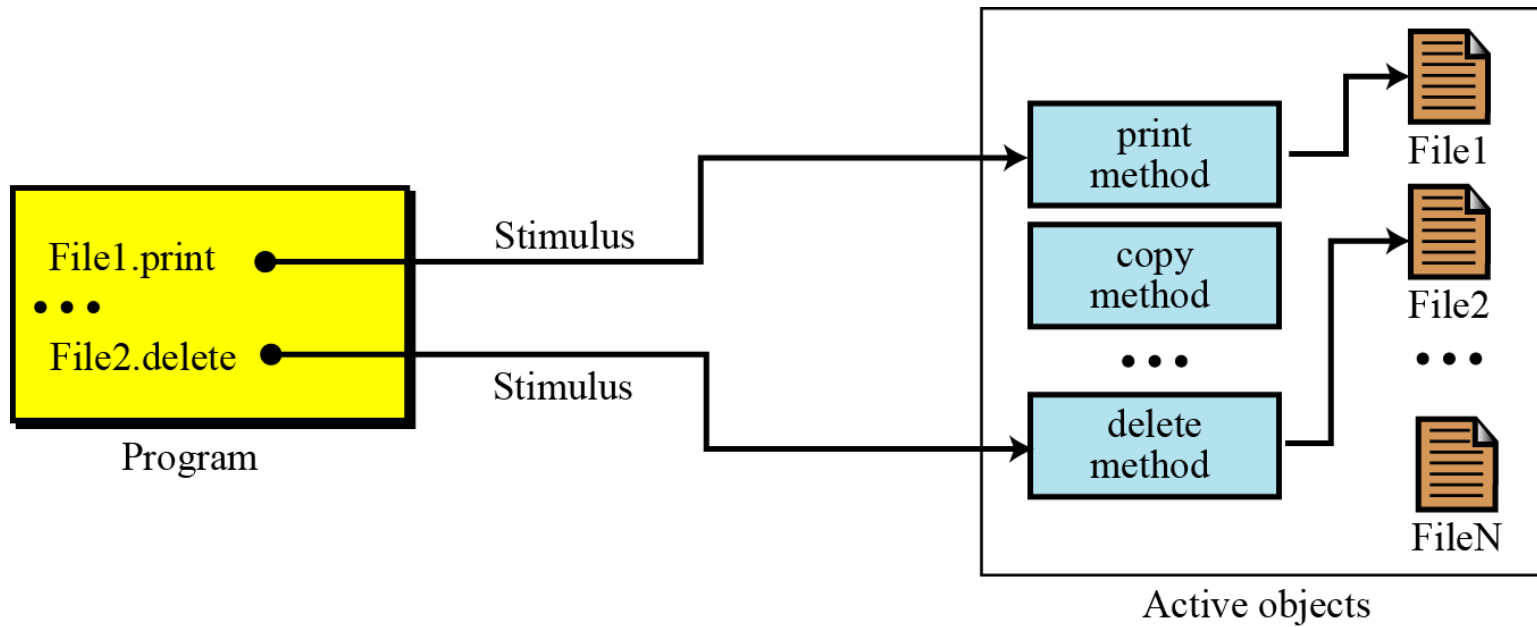 File1.print
• • •
File2.delete
Program
Stimulus
Stimulus
print
method
copy
method
• • •
delete
method
File1
File2
• • •
FileN
Active objects